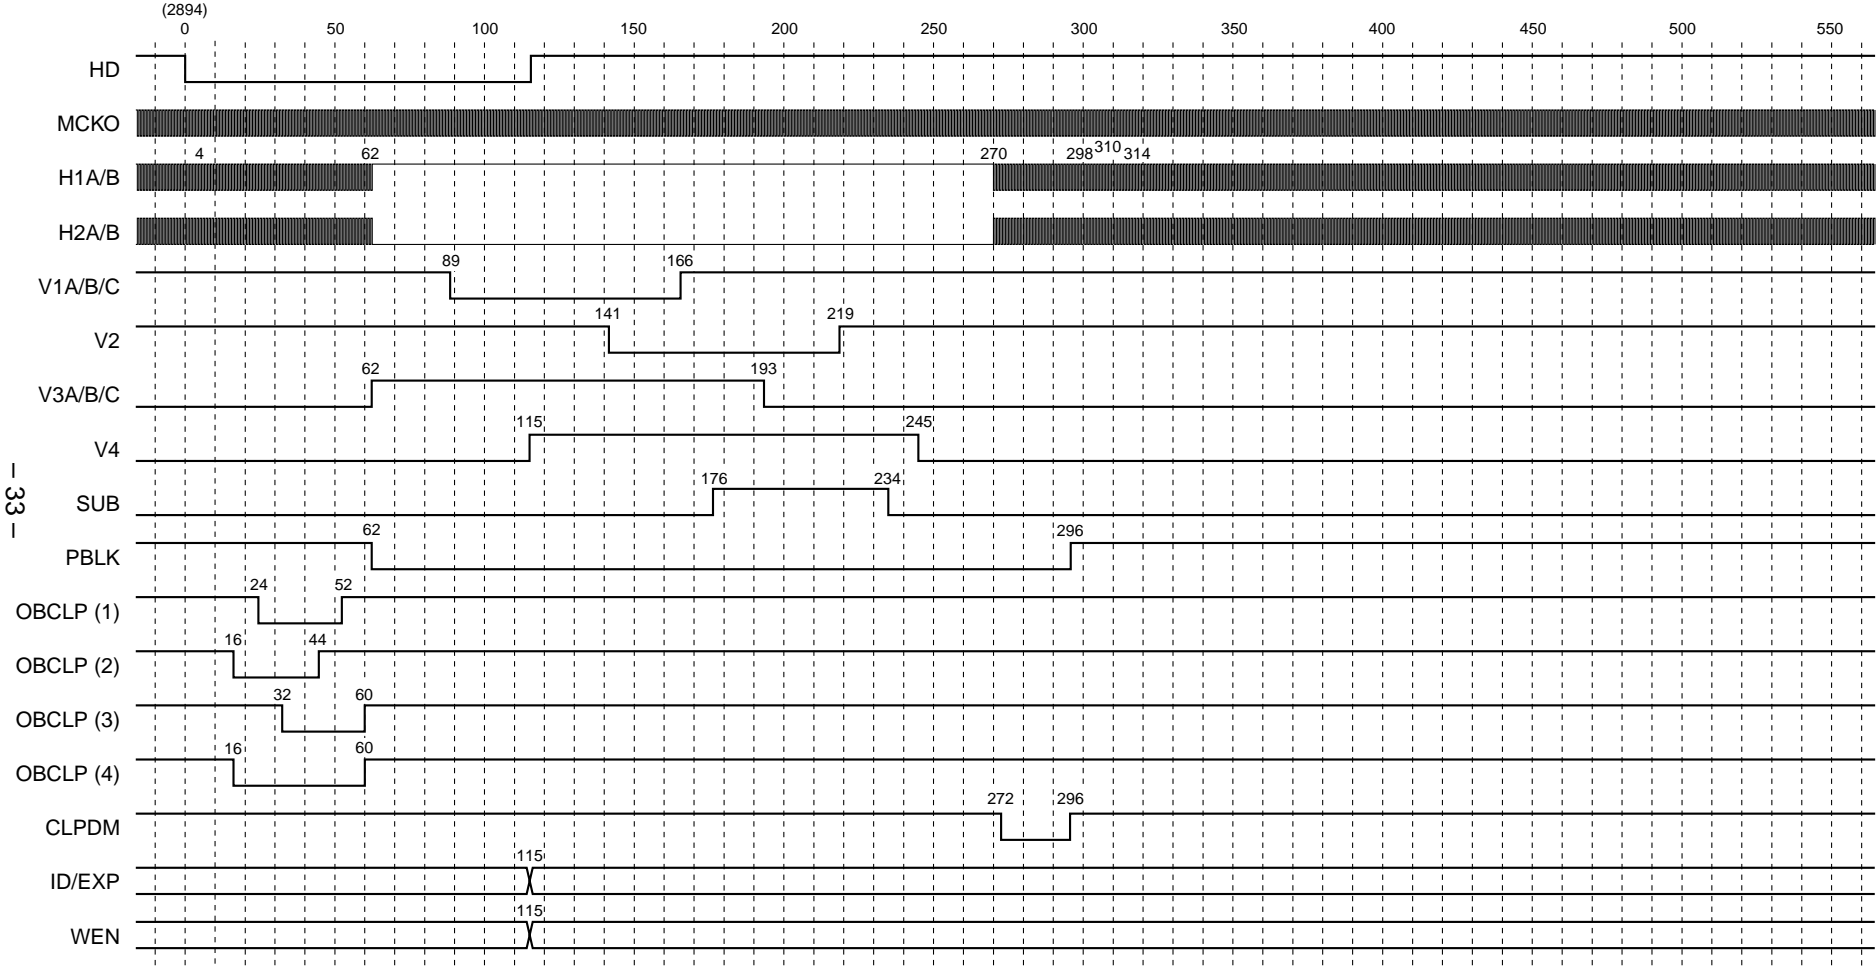 (2894)
0 50 100 150 200 250 300 350 400 450 500 550
HD
MCKO
4 62 270 298 310 314
H1A/B
H2A/B
89 166
V1A/B/C
141 219
V2
62 193
V3A/B/C
115 245
V4
176 234
SUB
62 296
PBLK
24 52
OBCLP (1)
16 44
OBCLP (2)
32 60
OBCLP (3)
16 60
OBCLP (4)
272 296
CLPDM
115
ID/EXP
115
WEN
– 33 –